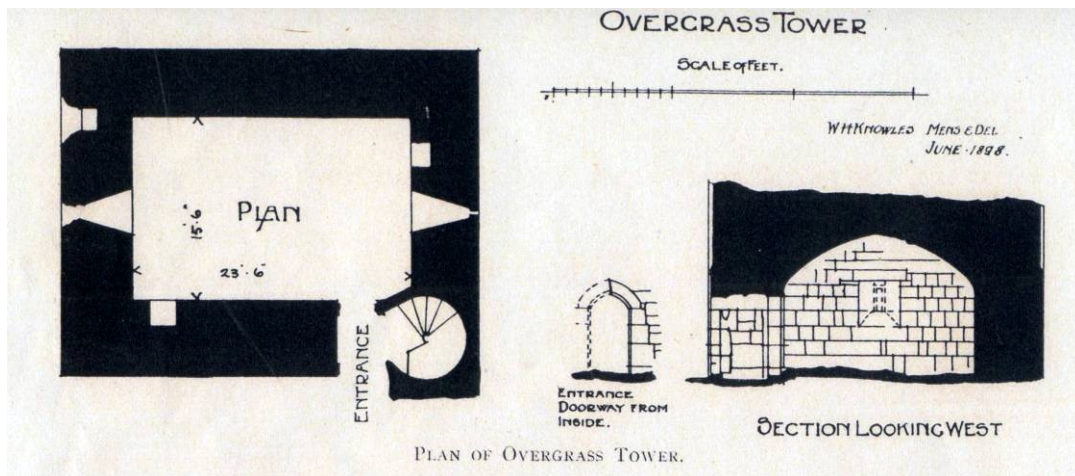 OVERGRASS TOWER
SCALE OF FEET.
W H KNOWLES MENS & DEL
JUNE · 1898.
PLAN
15'·6"
23'·6"
ENTRANCE
ENTRANCE
DOORWAY FROM
INSIDE.
SECTION LOOKING WEST
PLAN OF OVERGRASS TOWER.